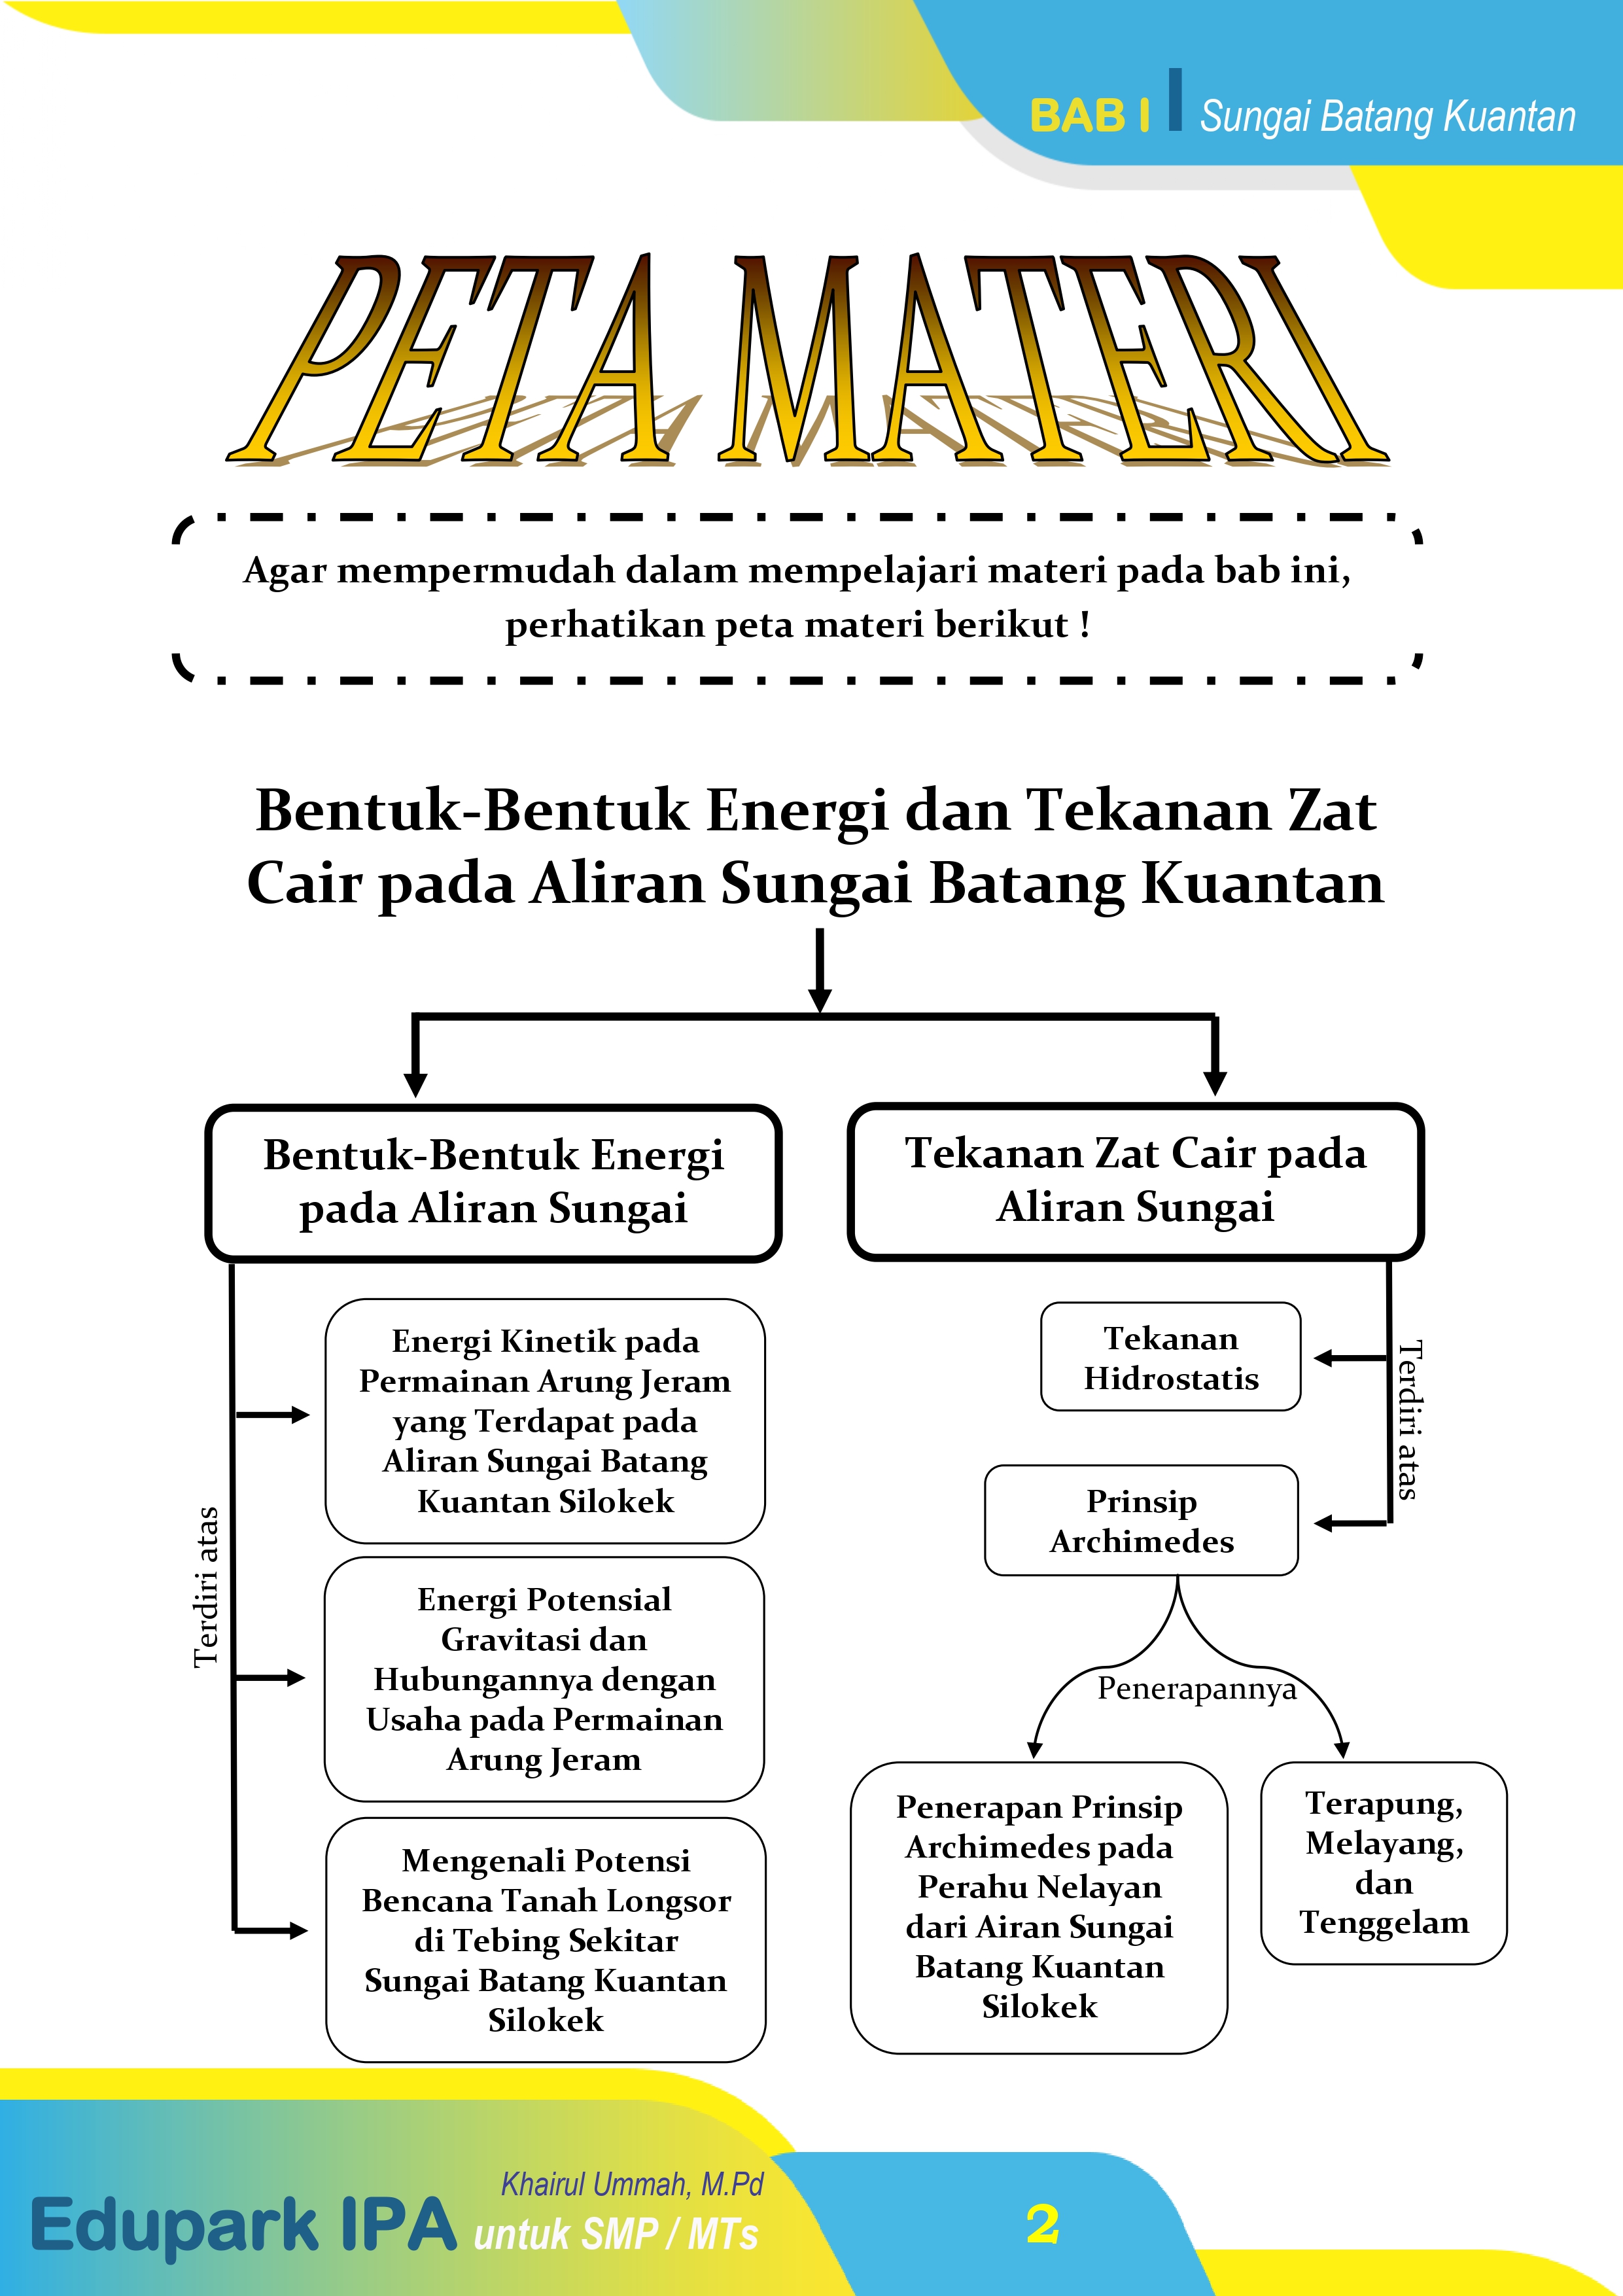 BAB I Sungai Batang Kuantan
PETA MATERI
Agar mempermudah dalam mempelajari materi pada bab ini,
perhatikan peta materi berikut !
Bentuk-Bentuk Energi dan Tekanan Zat
Cair pada Aliran Sungai Batang Kuantan
Bentuk-Bentuk Energi
pada Aliran Sungai
Terdiri atas
Energi Kinetik pada
Permainan Arung Jeram
yang Terdapat pada
Aliran Sungai Batang
Kuantan Silokek
Energi Potensial
Gravitasi dan
Hubungannya dengan
Usaha pada Permainan
Arung Jeram
Mengenali Potensi
Bencana Tanah Longsor
di Tebing Sekitar
Sungai Batang Kuantan
Silokek
Tekanan Zat Cair pada
Aliran Sungai
Terdiri atas
Tekanan
Hidrostatis
Prinsip
Archimedes
Penerapannya
Penerapan Prinsip
Archimedes pada
Perahu Nelayan
dari Airan Sungai
Batang Kuantan
Silokek
Terapung,
Melayang,
dan
Tenggelam
Khairul Ummah, M.Pd
Edupark IPA untuk SMP / MTs
2